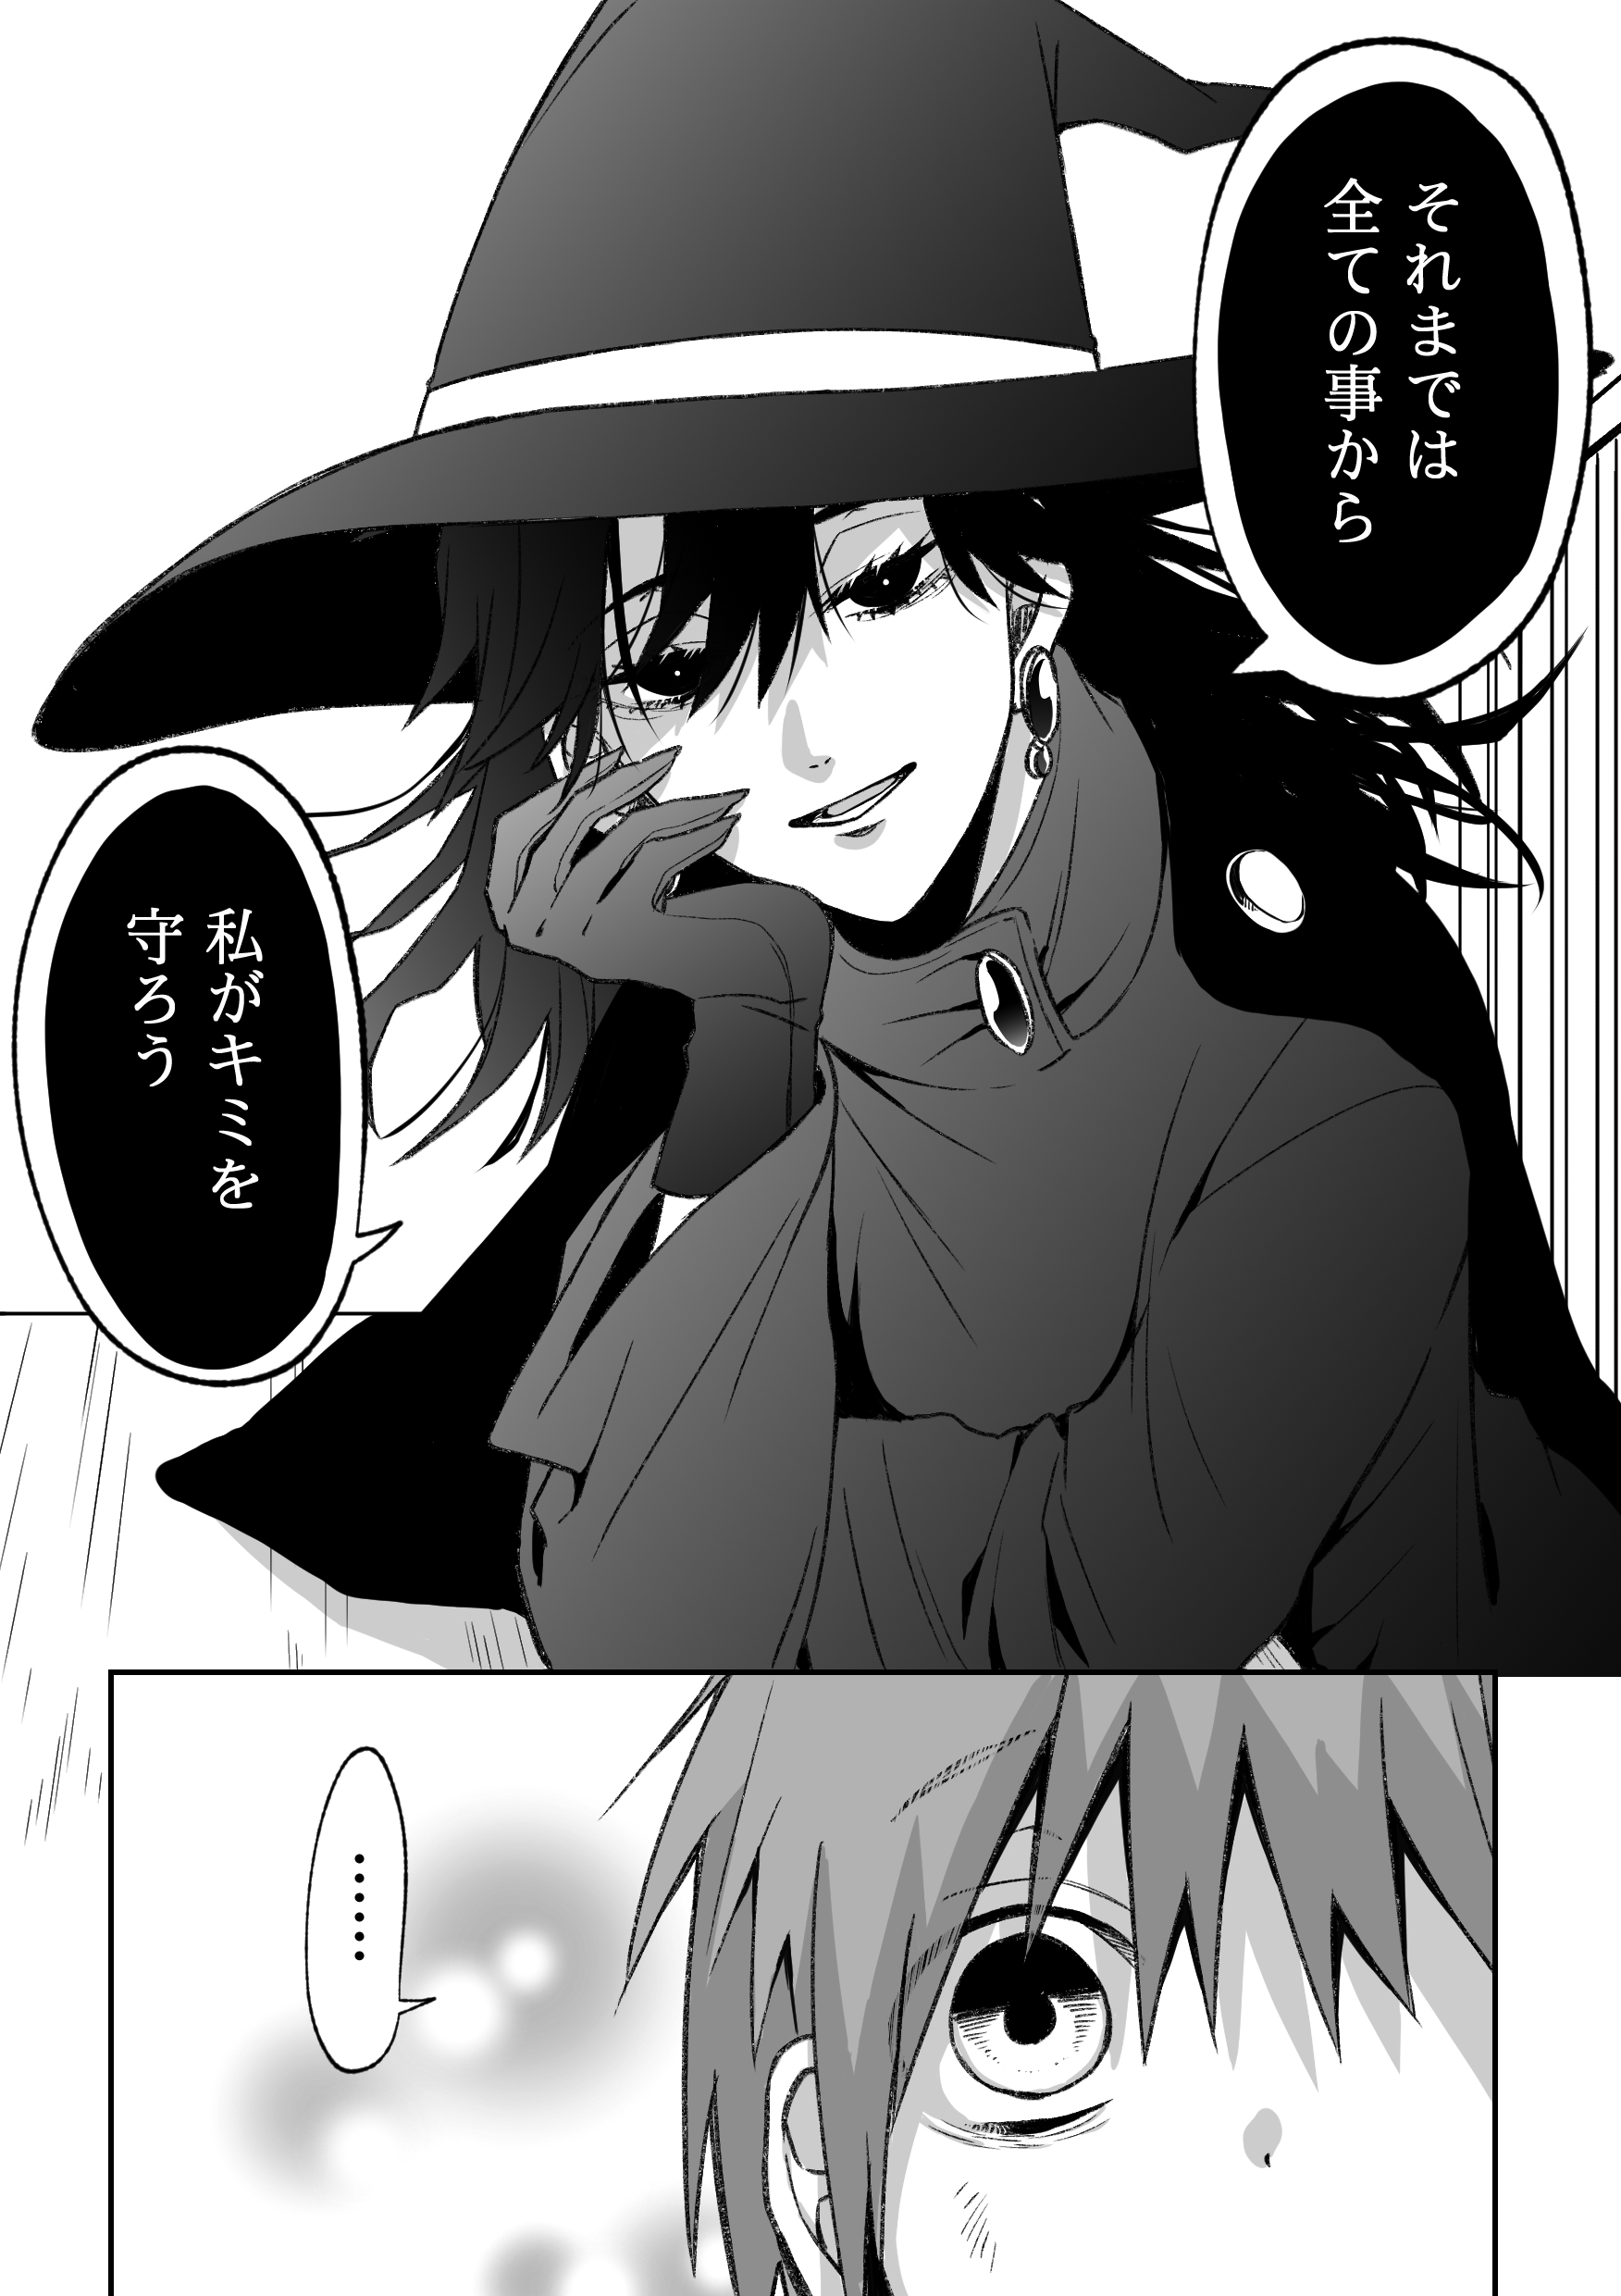 それまでは
全ての事から
私がキミを
守ろう
……